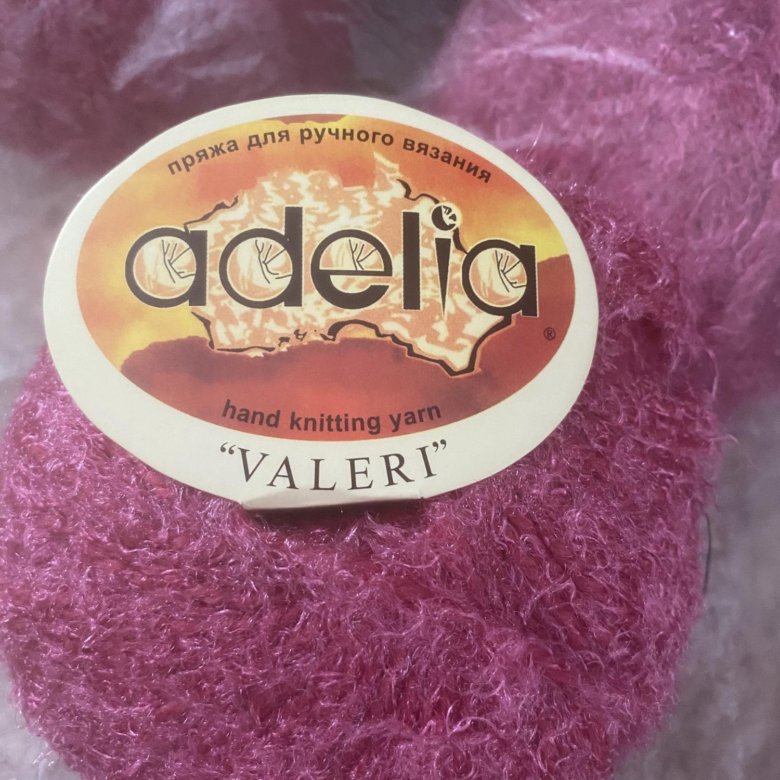 пряжа для ручного вязания
adelia
®
hand knitting yarn
“VALERI”